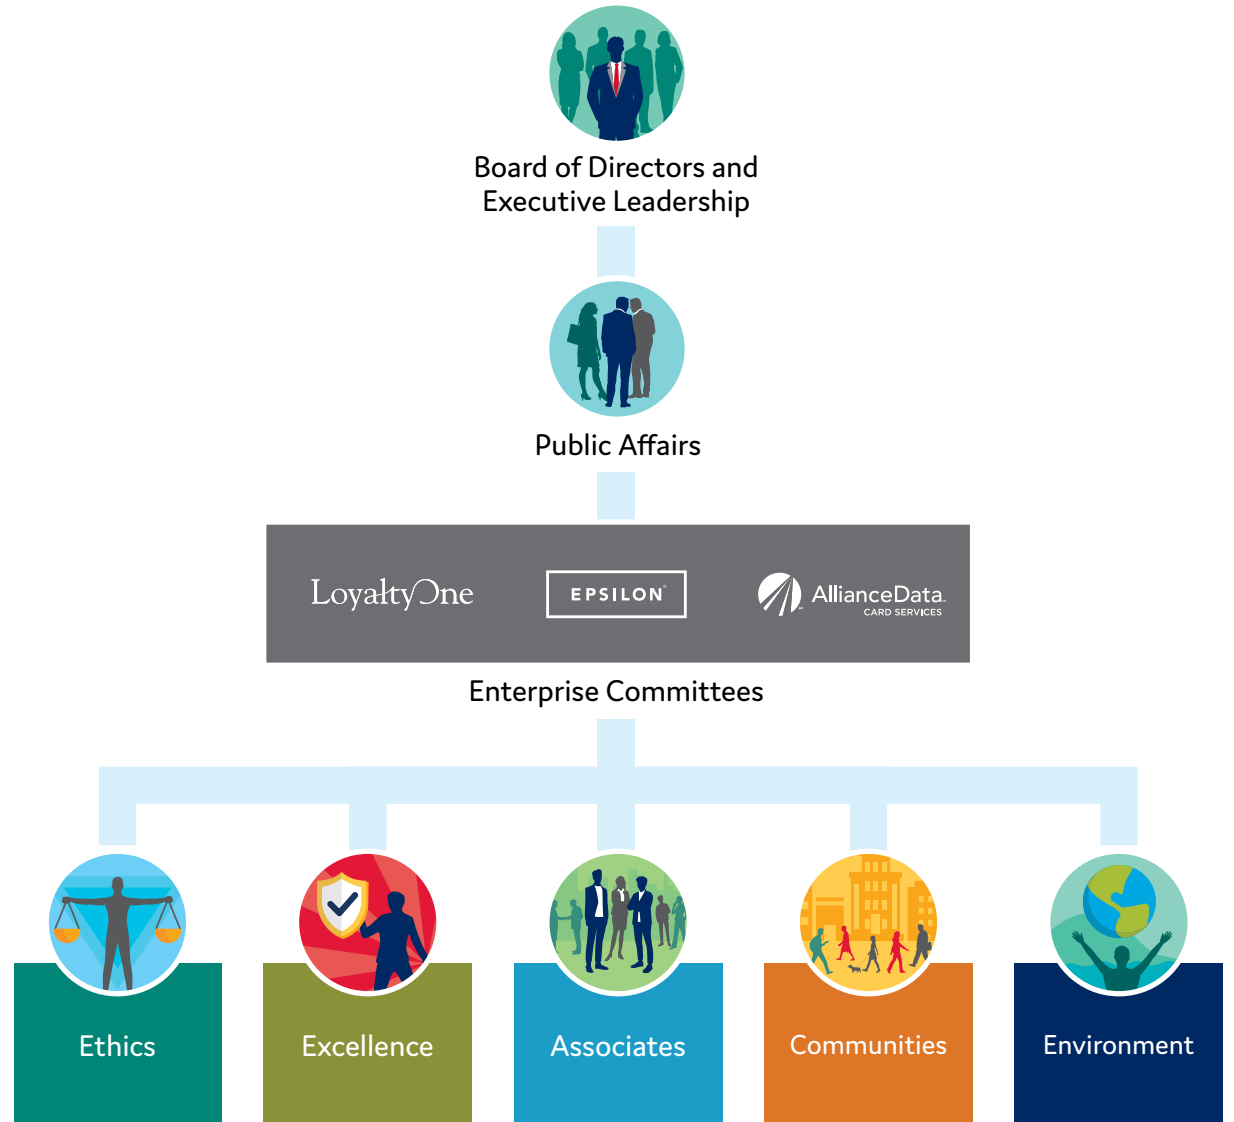 Board of Directors and
Executive Leadership
Public Affairs
LoyaltyOne
EPSILON®
AllianceData
CARD SERVICES
Enterprise Committees
Ethics
Excellence
Associates
Communities
Environment